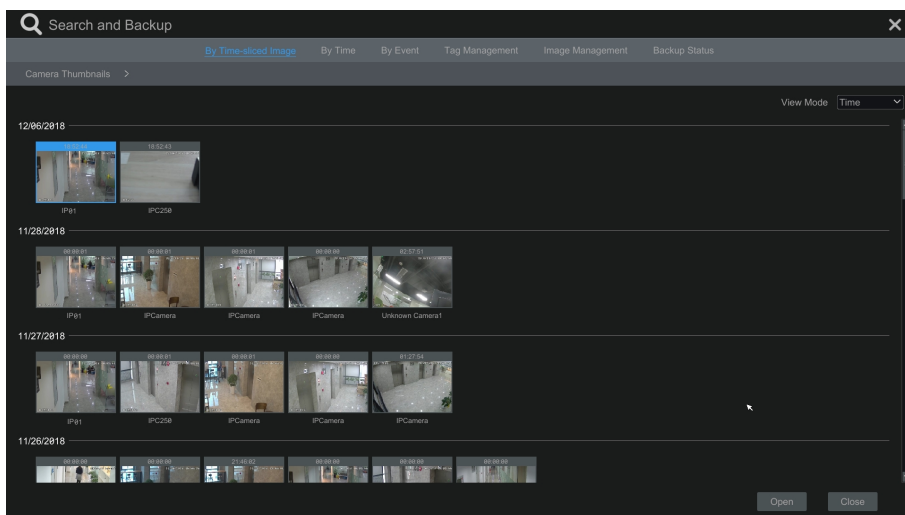 Search and Backup
By Time-sliced Image By Time By Event Tag Management Image Management Backup Status
Camera Thumbnails >
View Mode Time
12/06/2018
18:52:43
IP01 IPC250
11/28/2018
00:00:01 00:00:01 00:00:01 00:00:00 02:57:51
IP01 IPCamera IPCamera IPCamera Unknown Camera1
11/27/2018
00:00:00 00:00:01 00:00:01 00:00:00 01:27:54
IP01 IPC250 IPCamera IPCamera IPCamera
11/26/2018
00:00:00 00:00:00 21:46:02 00:00:00 00:00:00 00:00:00
Open Close